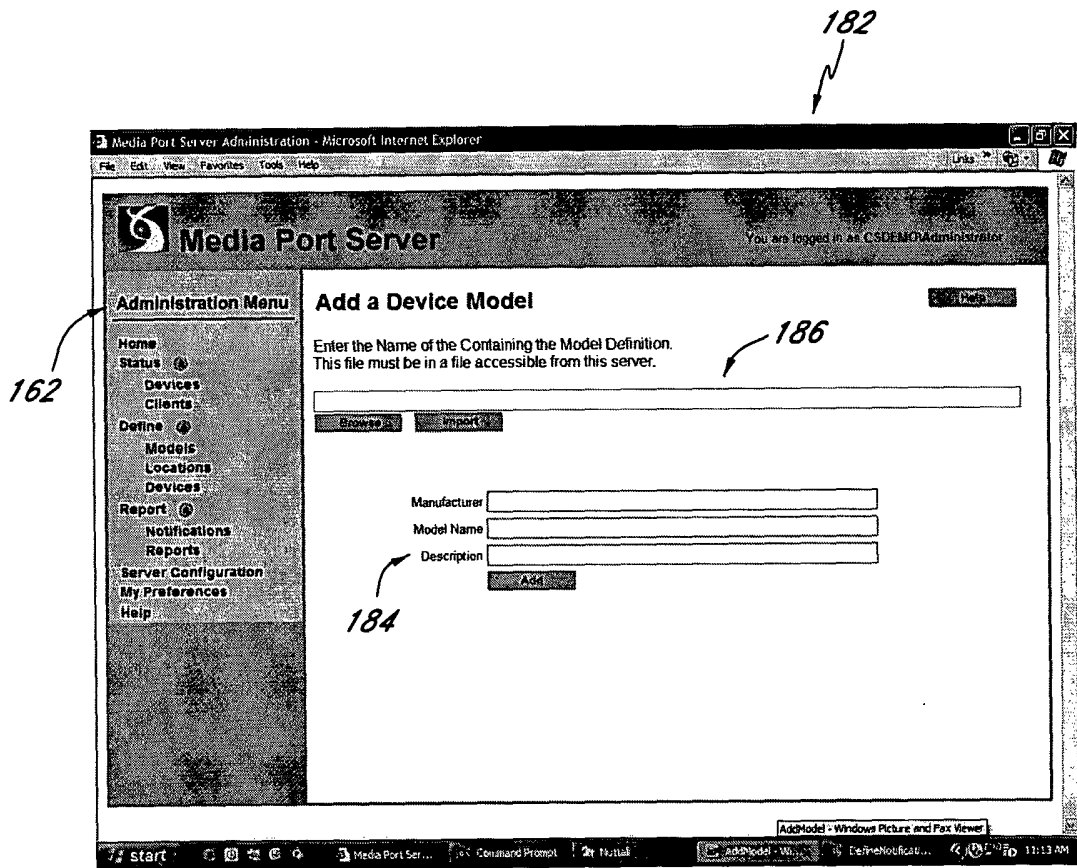 182
Media Port Server Administration - Microsoft Internet Explorer
File Edit View Favorites Tools Help
Links »
Media Port Server
You are logged in as CSDEMO\Administrator
Administration Menu
Home
Status
Devices
Clients
Define
Models
Locations
Devices
Report
Notifications
Reports
Server Configuration
My Preferences
Help
162
Add a Device Model
Help
Enter the Name of the Containing the Model Definition.
This file must be in a file accessible from this server.
186
Browse Import
Manufacturer
Model Name
Description
Add
184
AddModel - Windows Picture and Fax Viewer
start Media Port Ser... Command Prompt AddModel - Wi... DefineNotificati... 11:13 AM